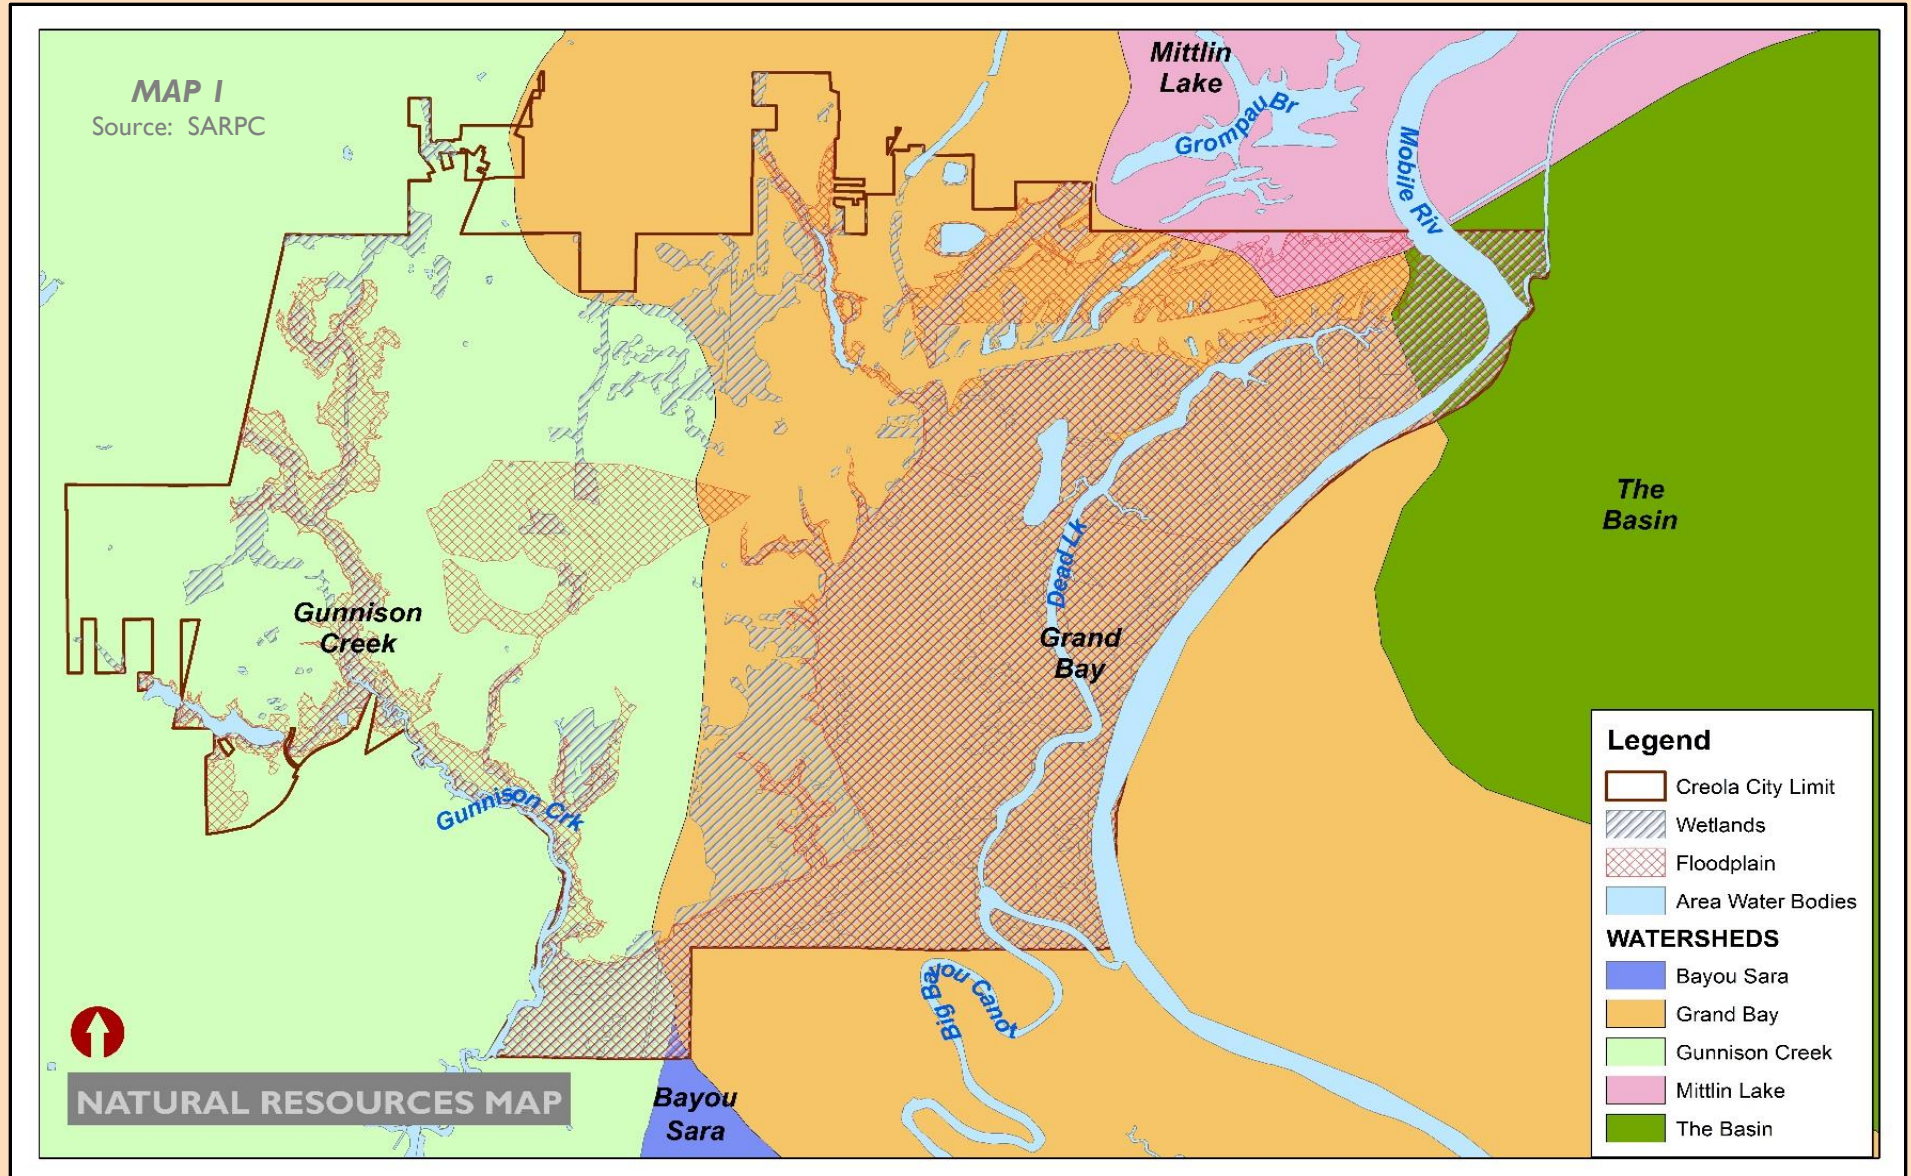 MAP 1
Source: SARPC
Mittlin
Lake
Grompau Br
Mobile Riv
The
Basin
Gunnison
Creek
Dead Lk
Grand
Bay
Gunnison Crk
Big Bayou Canot
Bayou
Sara
NATURAL RESOURCES MAP
Legend
Creola City Limit
Wetlands
Floodplain
Area Water Bodies
WATERSHEDS
Bayou Sara
Grand Bay
Gunnison Creek
Mittlin Lake
The Basin